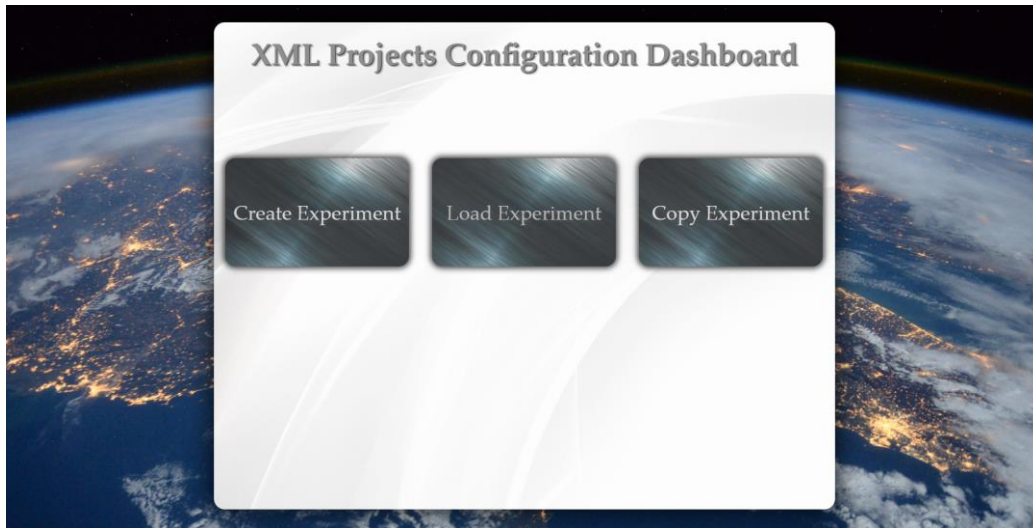 XML Projects Configuration Dashboard
Create Experiment
Load Experiment
Copy Experiment